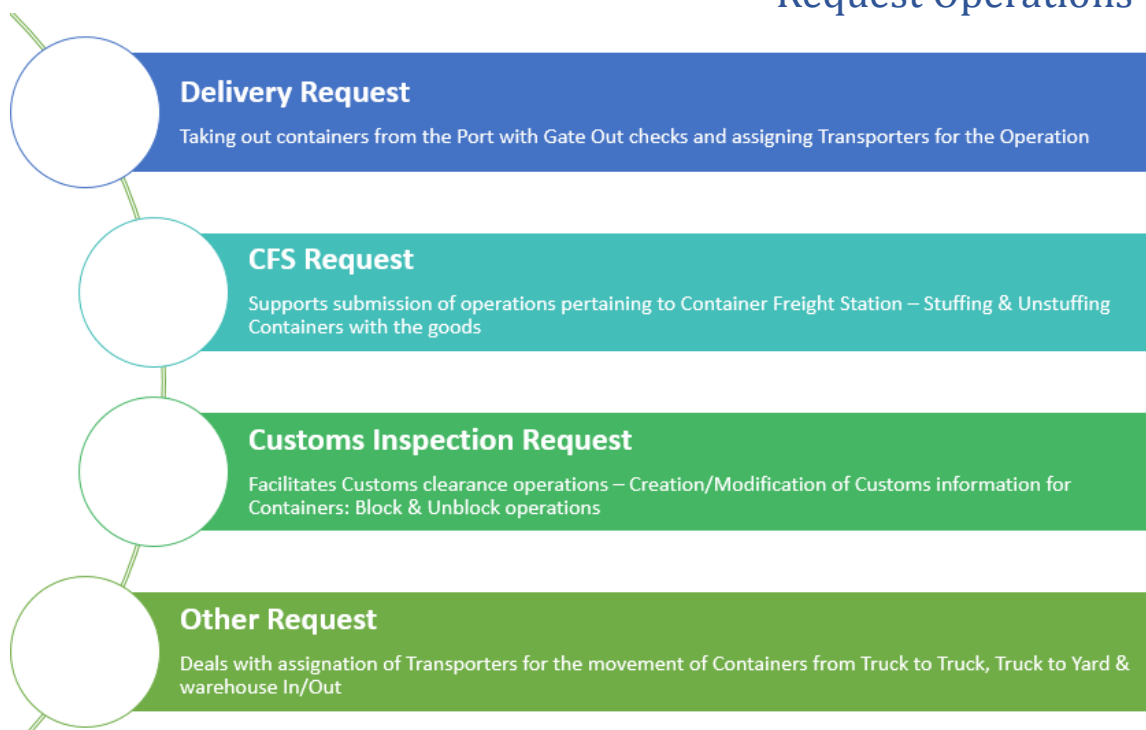 Request Operations
Delivery Request
Taking out containers from the Port with Gate Out checks and assigning Transporters for the Operation
CFS Request
Supports submission of operations pertaining to Container Freight Station – Stuffing & Unstuffing
Containers with the goods
Customs Inspection Request
Facilitates Customs clearance operations – Creation/Modification of Customs information for
Containers: Block & Unblock operations
Other Request
Deals with assignation of Transporters for the movement of Containers from Truck to Truck, Truck to Yard &
warehouse In/Out